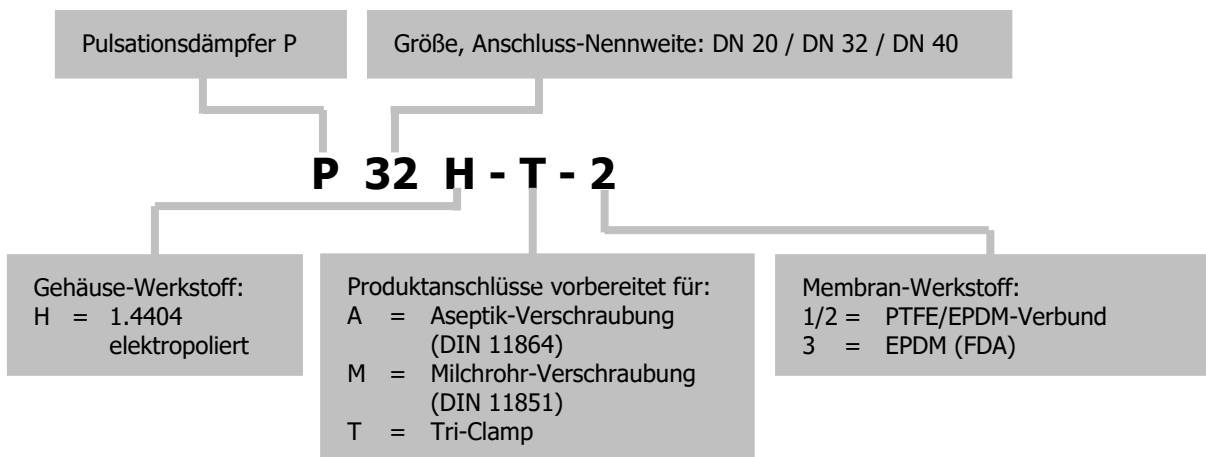 Pulsationsdämpfer P
Größe, Anschluss-Nennweite: DN 20 / DN 32 / DN 40
P 32 H - T - 2
Gehäuse-Werkstoff:
H = 1.4404
elektropoliert
Produktanschlüsse vorbereitet für:
A = Aseptik-Verschraubung
(DIN 11864)
M = Milchrohr-Verschraubung
(DIN 11851)
T = Tri-Clamp
Membran-Werkstoff:
1/2 = PTFE/EPDM-Verbund
3 = EPDM (FDA)